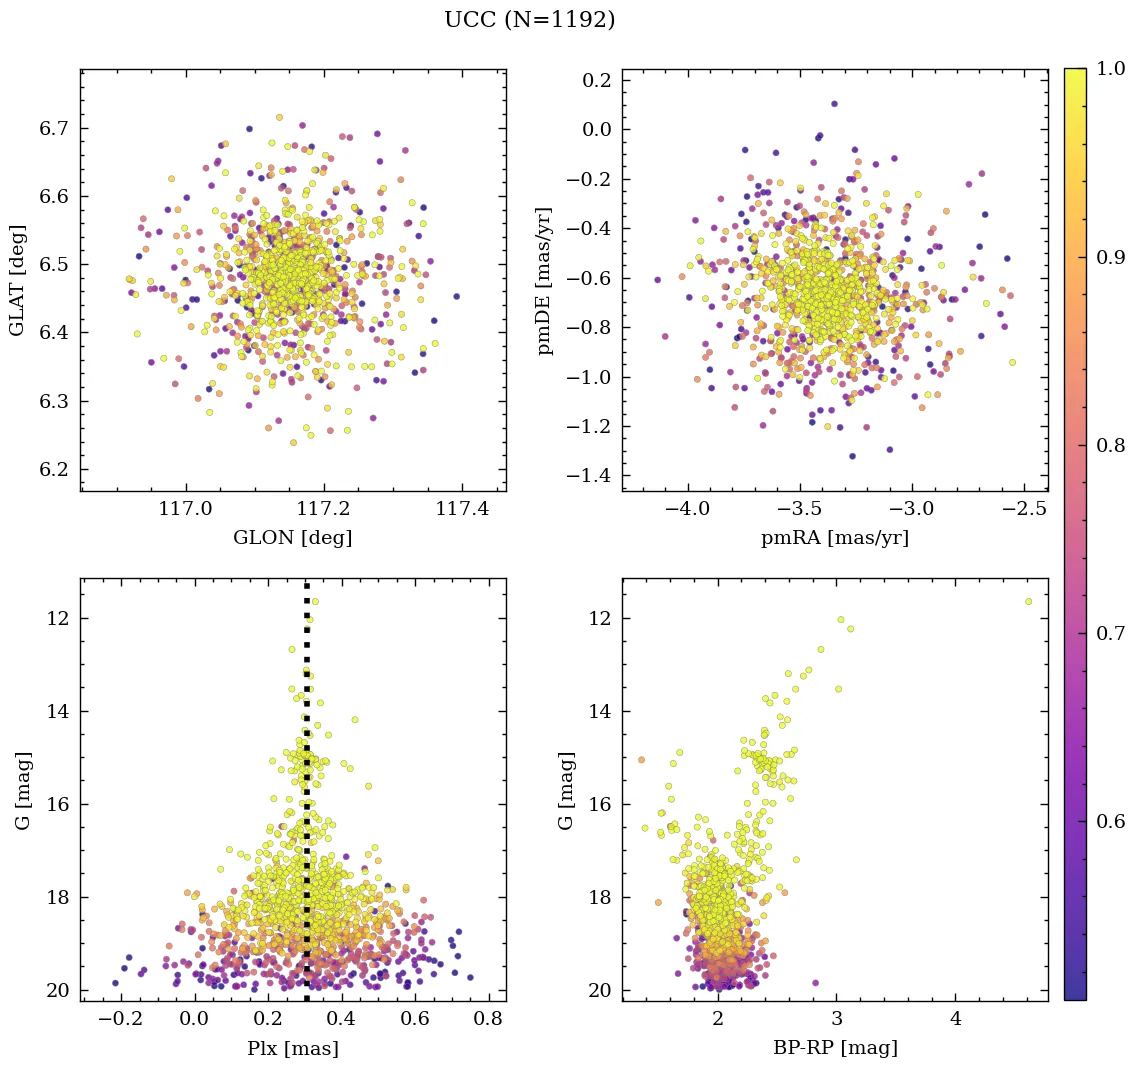 UCC (N=1192)
6.7
6.6
6.5
6.4
6.3
6.2
GLAT [deg]
117.0 117.2 117.4
GLON [deg]
0.2
0.0
−0.2
−0.4
−0.6
−0.8
−1.0
−1.2
−1.4
pmDE [mas/yr]
−4.0 −3.5 −3.0 −2.5
pmRA [mas/yr]
12
14
16
18
20
G [mag]
−0.2 0.0 0.2 0.4 0.6 0.8
Plx [mas]
12
14
16
18
20
G [mag]
2 3 4
BP-RP [mag]
1.0
0.9
0.8
0.7
0.6